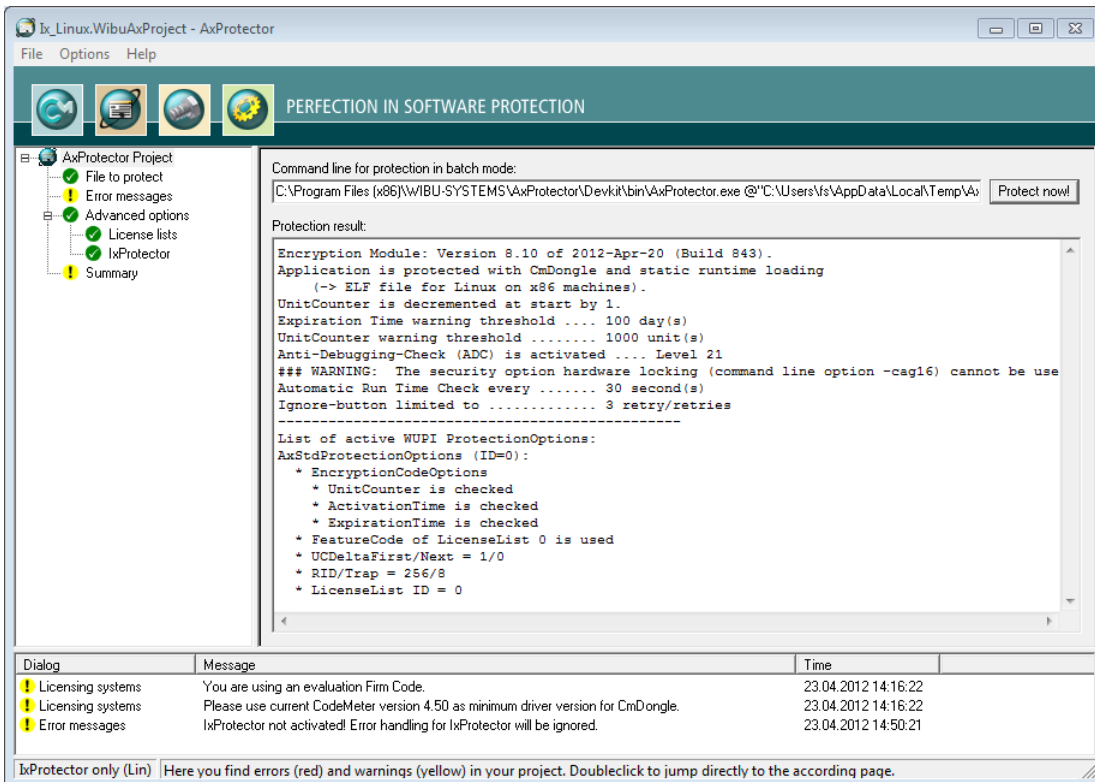 Ix_Linux.WibuAxProject - AxProtector
File Options Help
PERFECTION IN SOFTWARE PROTECTION
AxProtector Project
File to protect
Error messages
Advanced options
License lists
IxProtector
Summary
Command line for protection in batch mode:
C:\Program Files (x86)\WIBU-SYSTEMS\AxProtector\Devkit\bin\AxProtector.exe @"C:\Users\fs\AppData\Local\Temp\Ax
Protect now!
Protection result:
Encryption Module: Version 8.10 of 2012-Apr-20 (Build 843).
Application is protected with CmDongle and static runtime loading
(-> ELF file for Linux on x86 machines).
UnitCounter is decremented at start by 1.
Expiration Time warning threshold .... 100 day(s)
UnitCounter warning threshold ........ 1000 unit(s)
Anti-Debugging-Check (ADC) is activated .... Level 21
### WARNING:  The security option hardware locking (command line option -cag16) cannot be use
Automatic Run Time Check every ....... 30 second(s)
Ignore-button limited to ............. 3 retry/retries
--------------------------------------------------
List of active WUPI ProtectionOptions:
AxStdProtectionOptions (ID=0):
* EncryptionCodeOptions
* UnitCounter is checked
* ActivationTime is checked
* ExpirationTime is checked
* FeatureCode of LicenseList 0 is used
* UCDeltaFirst/Next = 1/0
* RID/Trap = 256/8
* LicenseList ID = 0
Dialog Message Time
Licensing systems You are using an evaluation Firm Code. 23.04.2012 14:16:22
Licensing systems Please use current CodeMeter version 4.50 as minimum driver version for CmDongle. 23.04.2012 14:16:22
Error messages IxProtector not activated! Error handling for IxProtector will be ignored. 23.04.2012 14:50:21
IxProtector only (Lin) Here you find errors (red) and warnings (yellow) in your project. Doubleclick to jump directly to the according page.